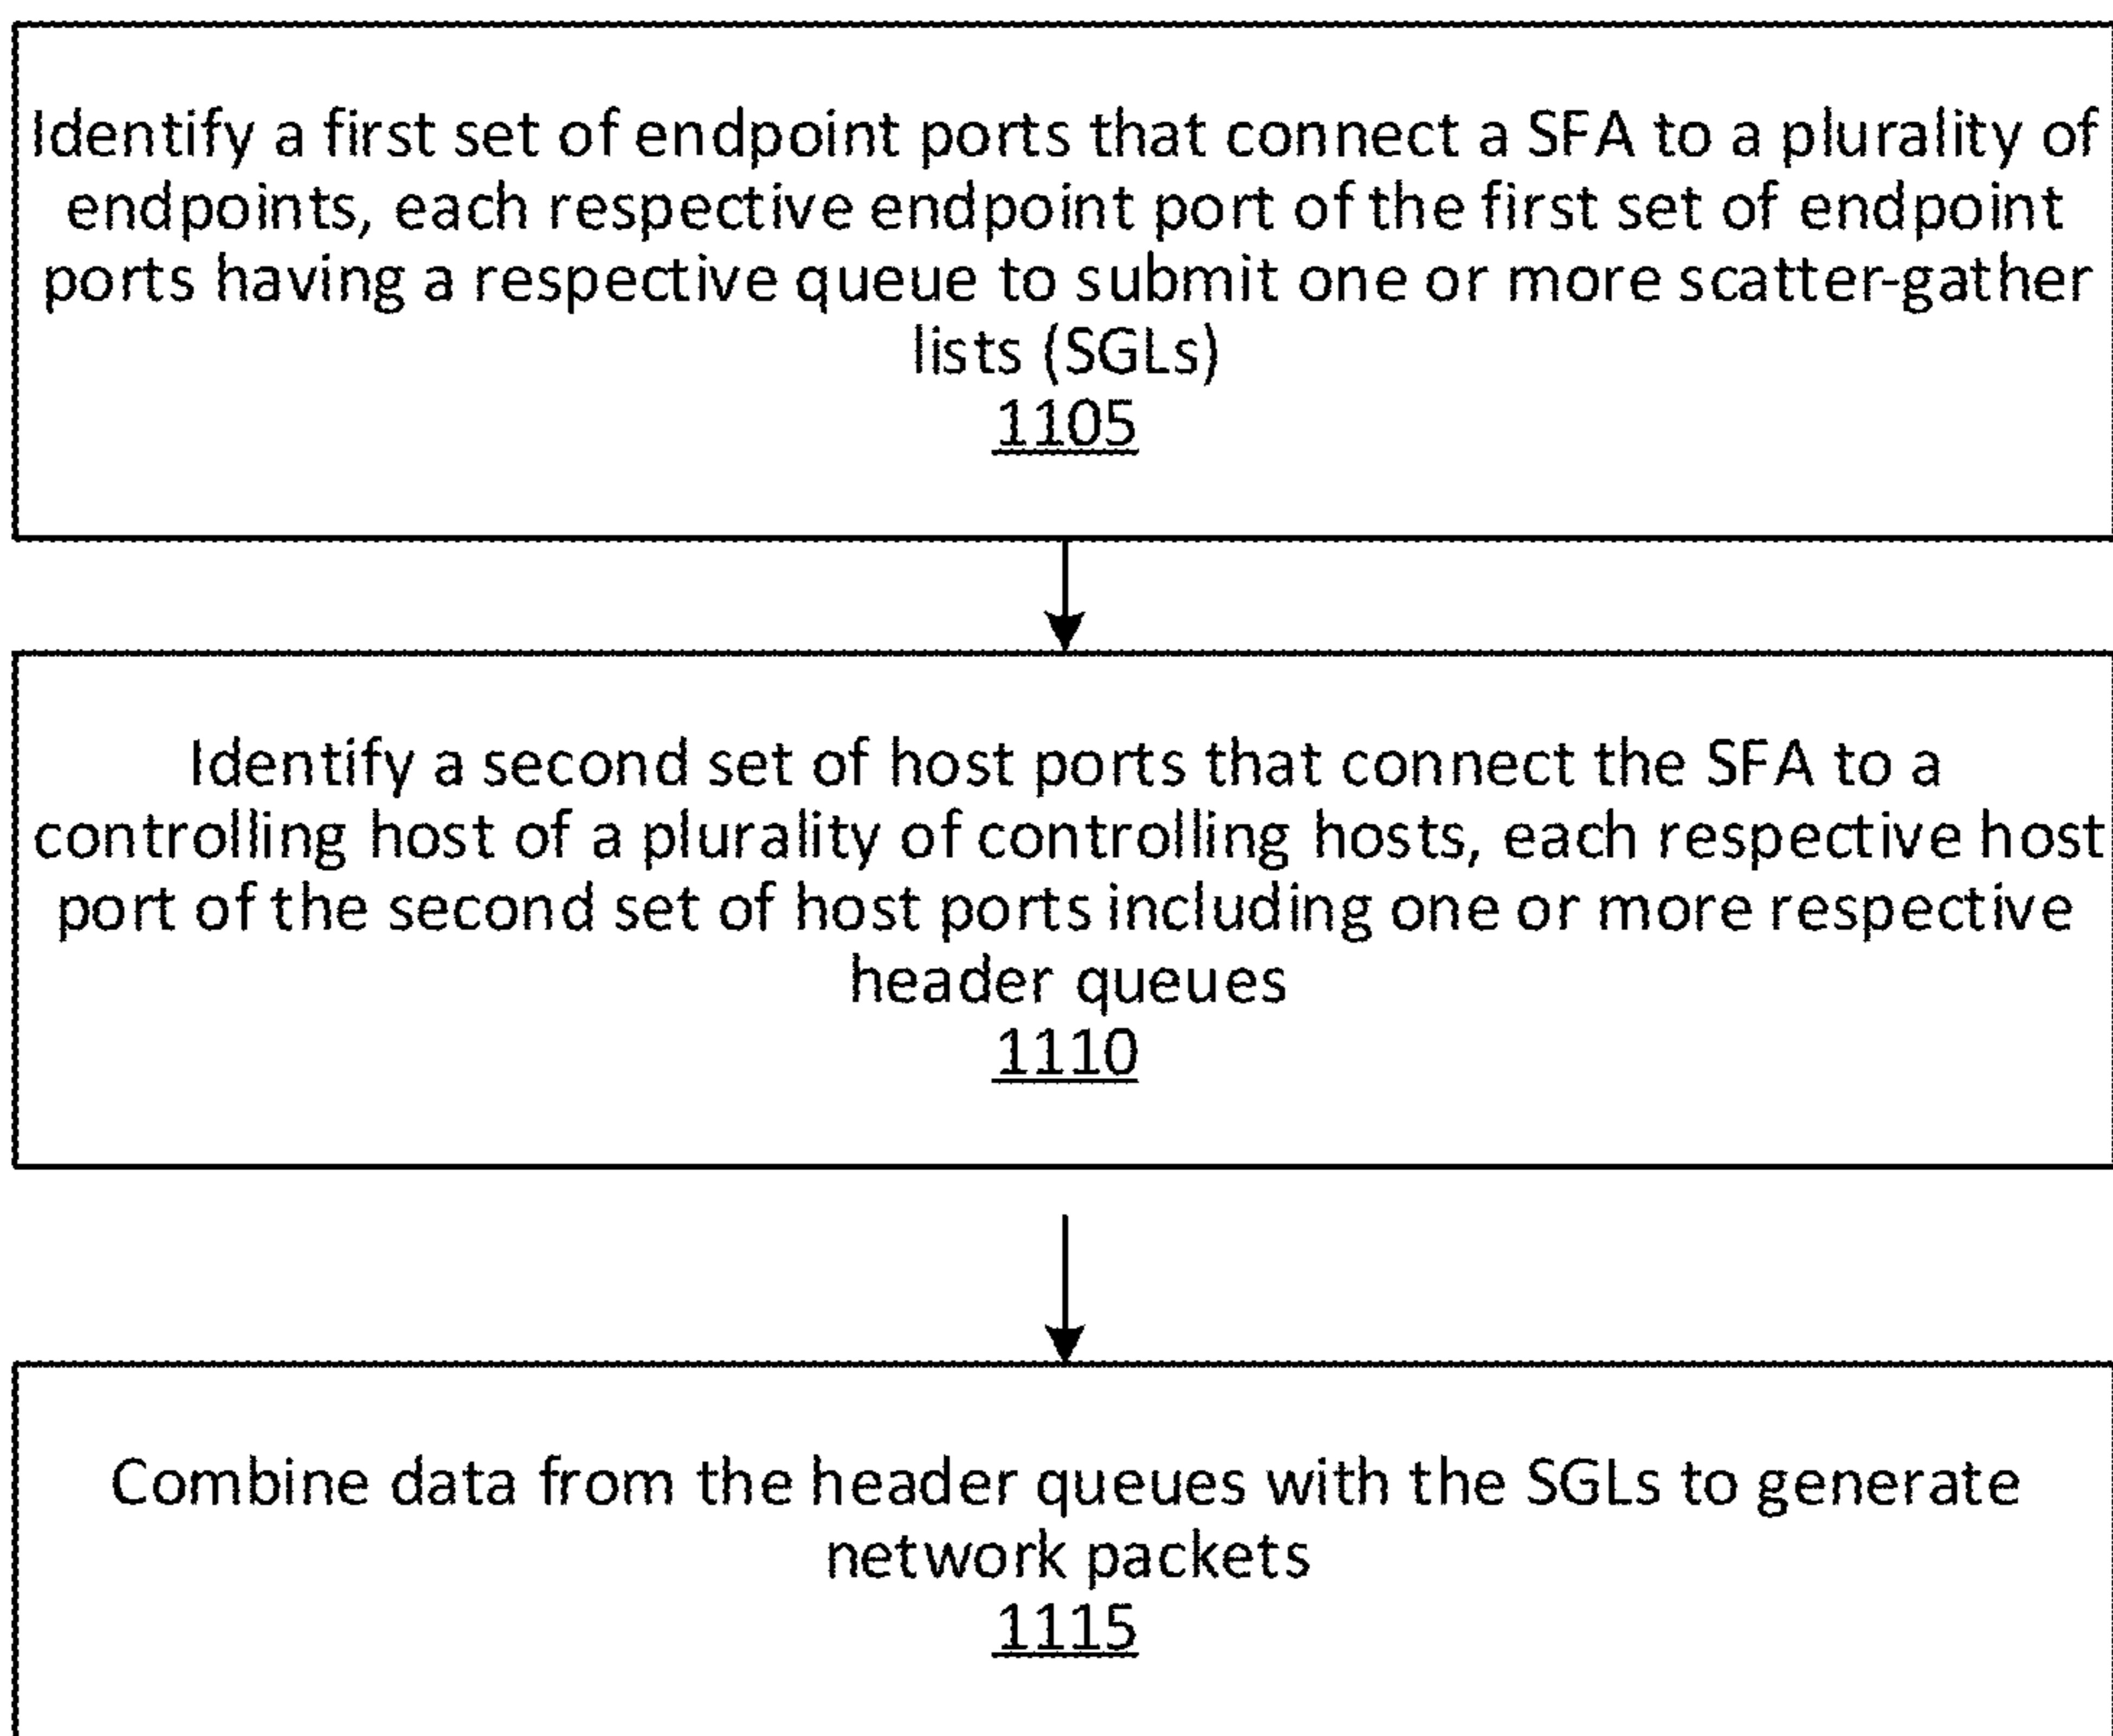 Identify a first set of endpoint ports that connect a SFA to a plurality of
endpoints, each respective endpoint port of the first set of endpoint
ports having a respective queue to submit one or more scatter-gather
lists (SGLs)
1105
Identify a second set of host ports that connect the SFA to a
controlling host of a plurality of controlling hosts, each respective host
port of the second set of host ports including one or more respective
header queues
1110
Combine data from the header queues with the SGLs to generate
network packets
1115